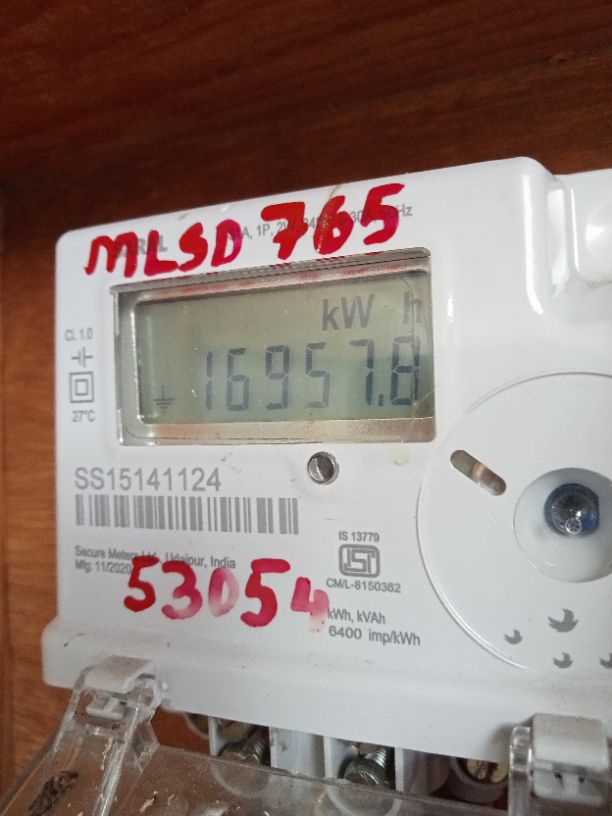 MLSD 765
kW h
16957.8
Cl. 1.0
27°C
SS15141124
IS 13779
CM/L-8150362
Secure Meters Ltd., Udaipur, India
Mfg: 11/2020
53054
kWh, kVAh
6400 imp/kWh